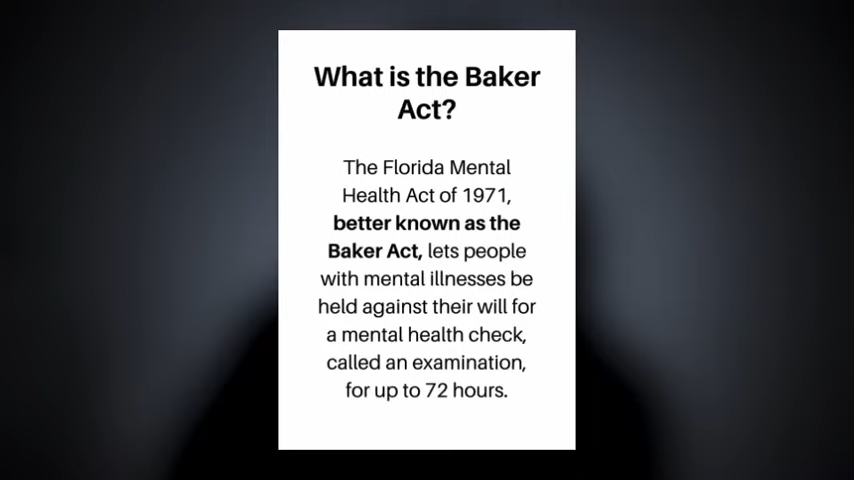 What is the Baker
Act?
The Florida Mental
Health Act of 1971,
better known as the
Baker Act, lets people
with mental illnesses be
held against their will for
a mental health check,
called an examination,
for up to 72 hours.